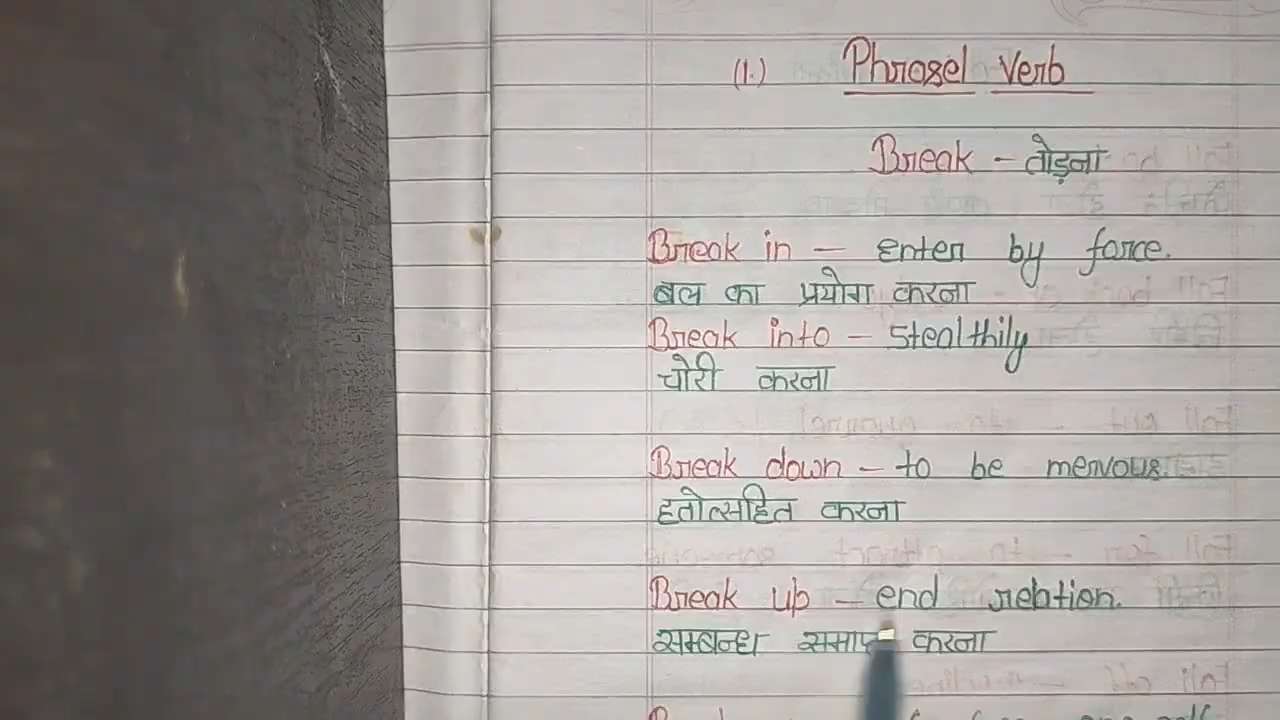 (1.) Phrasel Verb
Break - तोड़ना
Break in - enter by force.
बल का प्रयोग करना
Break into - stealthily
चोरी करना
Break down - to be mervous.
हतोत्सहित करना
Break up - end relation.
सम्बन्ध समाप्त करना